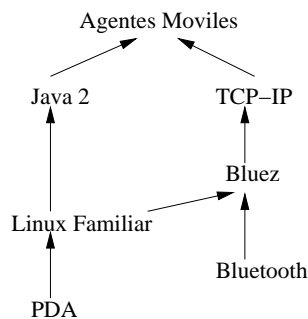 Agentes Moviles
Java 2
TCP−IP
Bluez
Linux Familiar
Bluetooth
PDA